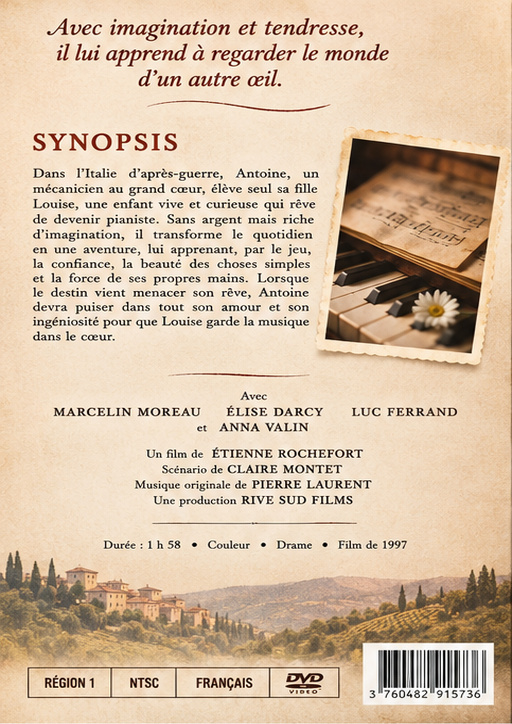 Avec imagination et tendresse,
il lui apprend à regarder le monde
d’un autre œil.
SYNOPSIS
Dans l’Italie d’après-guerre, Antoine, un
mécanicien au grand cœur, élève seul sa fille
Louise, une enfant vive et curieuse qui rêve
de devenir pianiste. Sans argent mais riche
d’imagination, il transforme le quotidien
en une aventure, lui apprenant, par le jeu,
la confiance, la beauté des choses simples
et la force de ses propres mains. Lorsque
le destin vient menacer son rêve, Antoine
devra puiser dans tout son amour et son
ingéniosité pour que Louise garde la musique
dans le cœur.
Avec
MARCELIN MOREAU ÉLISE DARCY LUC FERRAND
et ANNA VALIN
Un film de ÉTIENNE ROCHEFORT
Scénario de CLAIRE MONTET
Musique originale de PIERRE LAURENT
Une production RIVE SUD FILMS
Durée : 1 h 58 • Couleur • Drame • Film de 1997
RÉGION 1 NTSC FRANÇAIS DVD VIDEO
3 760482 915736